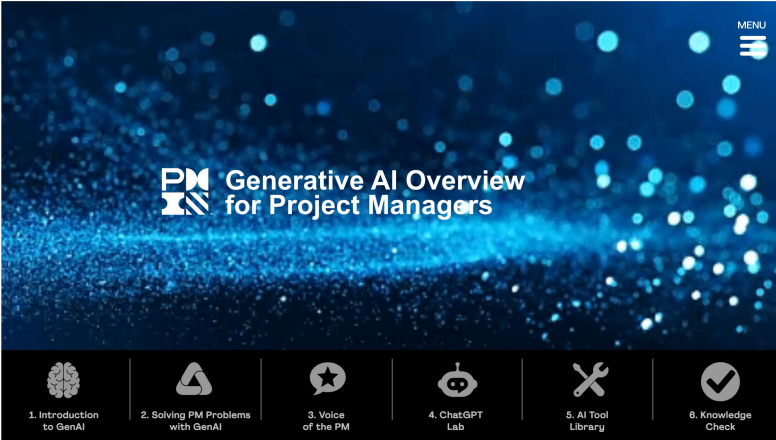 MENU
PMI
Generative AI Overview
for Project Managers
1. Introduction
to GenAI
2. Solving PM Problems
with GenAI
3. Voice
of the PM
4. ChatGPT
Lab
5. AI Tool
Library
6. Knowledge
Check